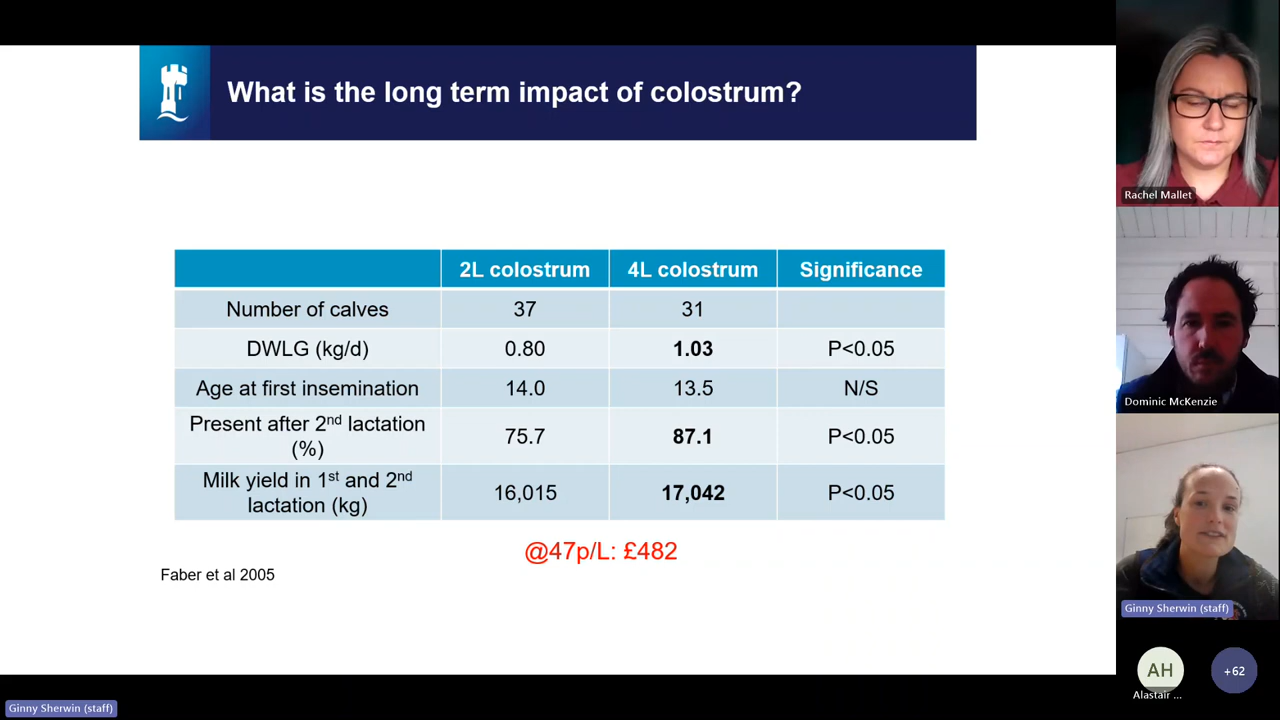 What is the long term impact of colostrum?
2L colostrum 4L colostrum Significance
Number of calves 37 31
DWLG (kg/d) 0.80 1.03 P<0.05
Age at first insemination 14.0 13.5 N/S
Present after 2nd lactation
(%) 75.7 87.1 P<0.05
Milk yield in 1st and 2nd
lactation (kg) 16,015 17,042 P<0.05
@47p/L: £482
Faber et al 2005
Rachel Mallet
Dominic McKenzie
Ginny Sherwin (staff)
AH
Alastair ...
+62
Ginny Sherwin (staff)